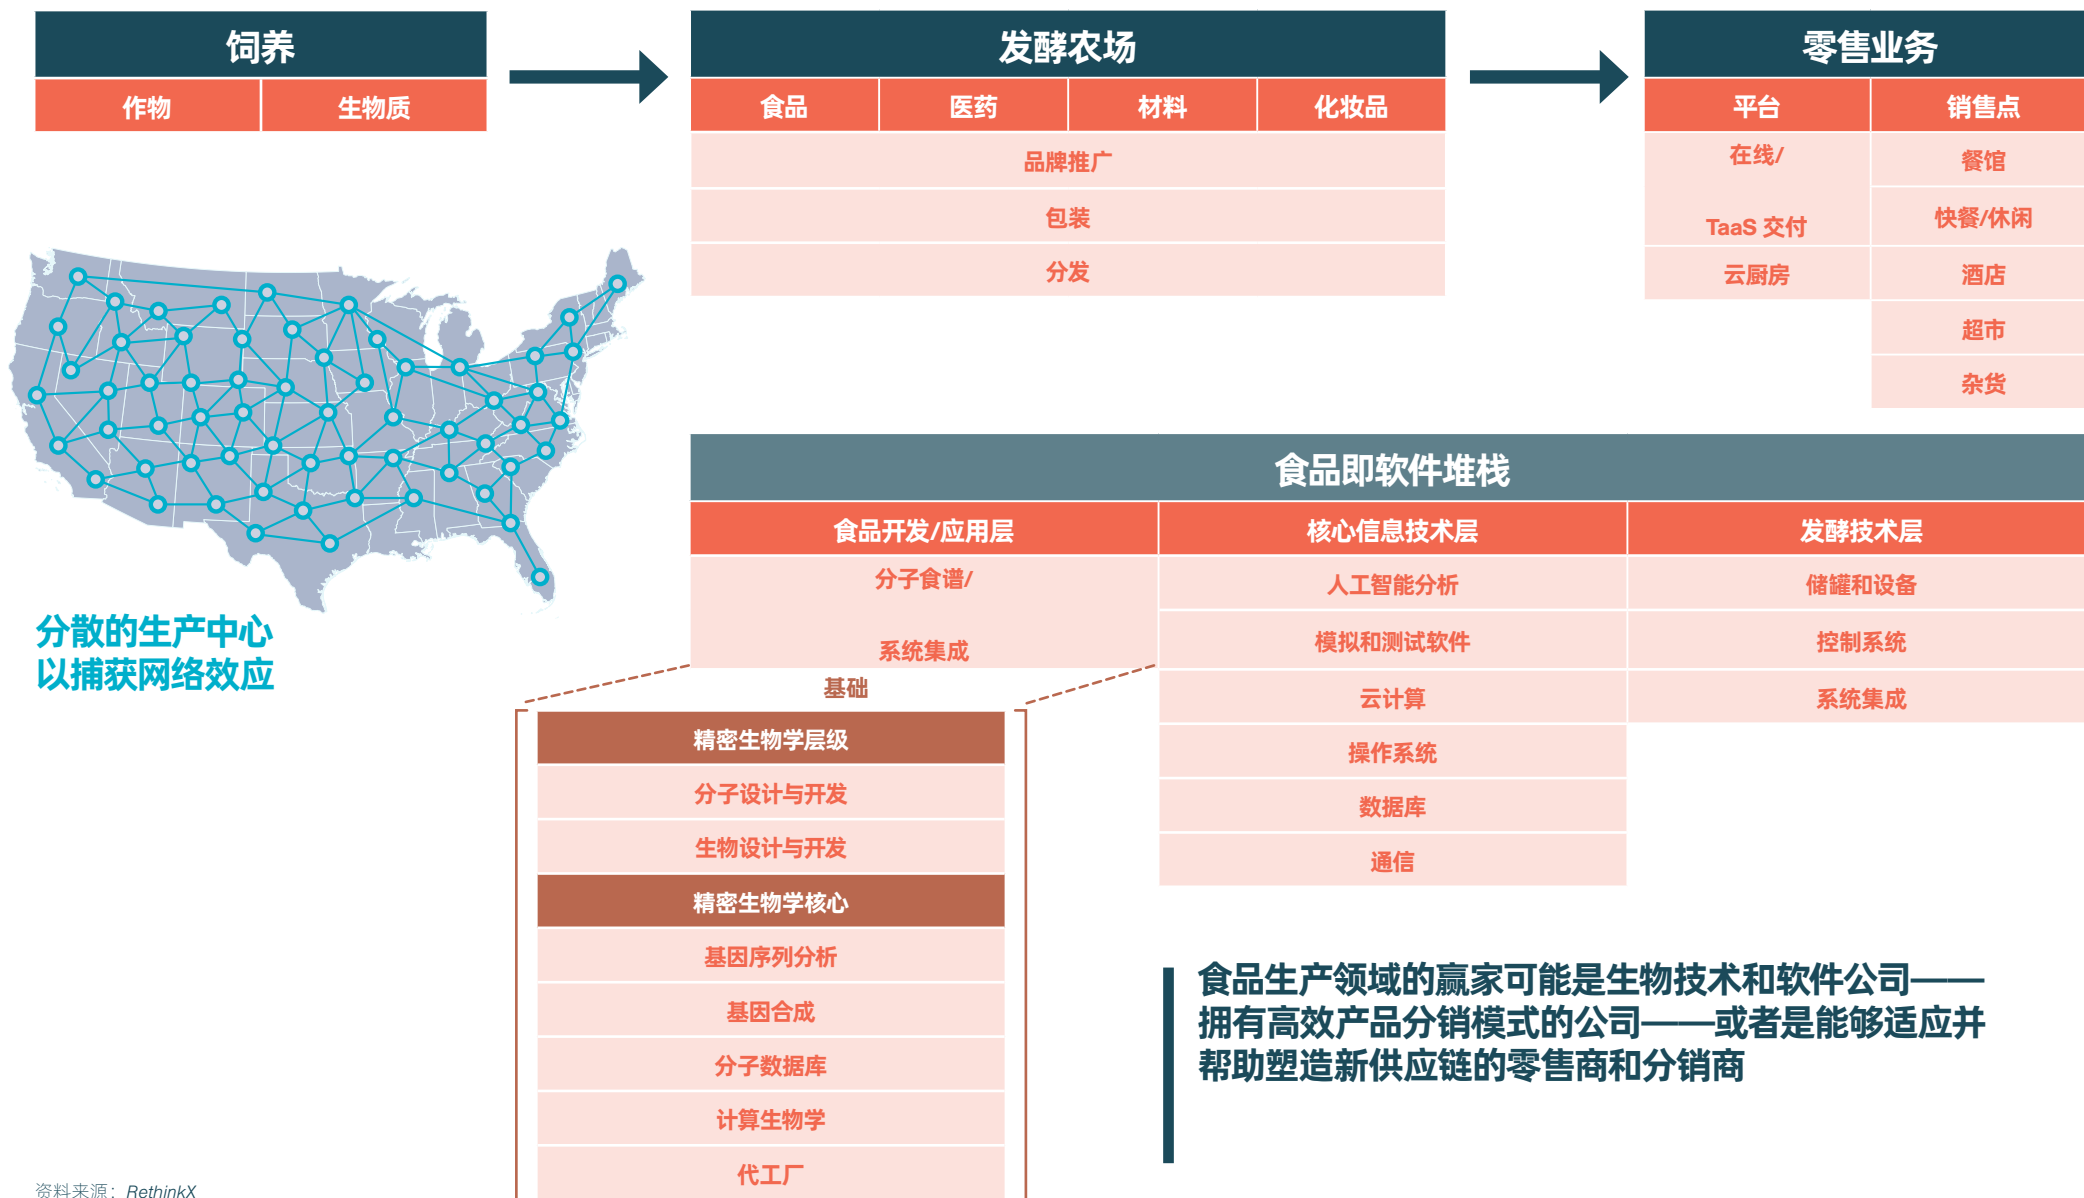 饲养
作物
生物质
发酵农场
食品
医药
材料
化妆品
品牌推广
包装
分发
零售业务
平台
销售点
在线/
TaaS 交付
云厨房
餐馆
快餐/休闲
酒店
超市
杂货
分散的生产中心
以捕获网络效应
食品即软件堆栈
食品开发/应用层
核心信息技术层
发酵技术层
分子食谱/
系统集成
人工智能分析
模拟和测试软件
云计算
操作系统
数据库
通信
储罐和设备
控制系统
系统集成
基础
精密生物学层级
分子设计与开发
生物设计与开发
精密生物学核心
基因序列分析
基因合成
分子数据库
计算生物学
代工厂
食品生产领域的赢家可能是生物技术和软件公司——
拥有高效产品分销模式的公司——或者是能够适应并
帮助塑造新供应链的零售商和分销商
资料来源：RethinkX